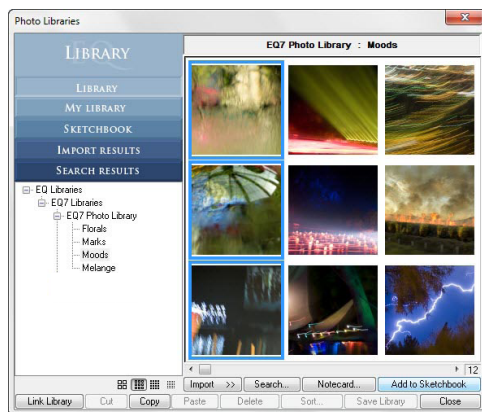 Photo Libraries
LIBRARY
EQ7 Photo Library : Moods
LIBRARY
MY LIBRARY
SKETCHBOOK
IMPORT RESULTS
SEARCH RESULTS
EQ Libraries
EQ7 Libraries
EQ7 Photo Library
Florals
Marks
Moods
Melange
12
Import >> Search... Notecard... Add to Sketchbook
Link Library Cut Copy Paste Delete Sort... Save Library Close